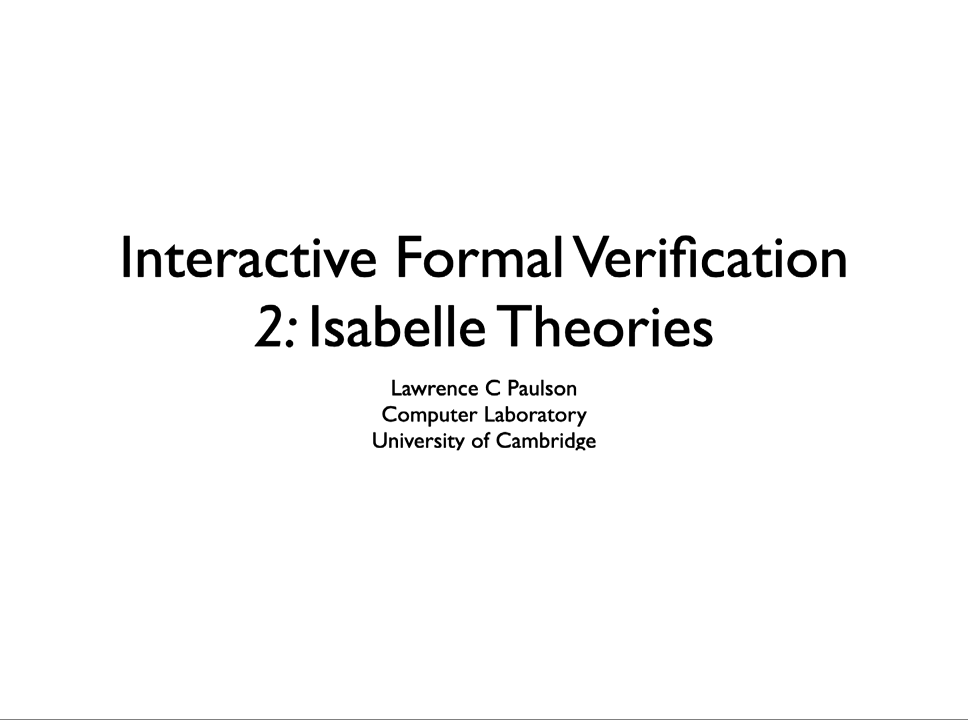 Interactive Formal Verification
2: Isabelle Theories
Lawrence C Paulson
Computer Laboratory
University of Cambridge